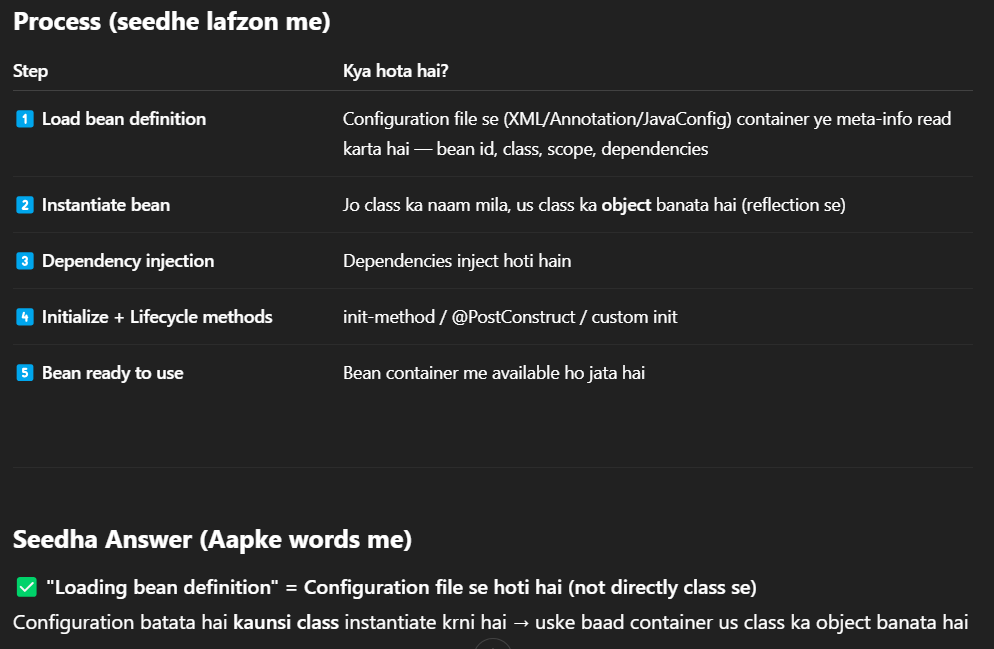 Process (seedhe lafzon me)
Step Kya hota hai?
1 Load bean definition Configuration file se (XML/Annotation/JavaConfig) container ye meta-info read
karta hai — bean id, class, scope, dependencies
2 Instantiate bean Jo class ka naam mila, us class ka object banata hai (reflection se)
3 Dependency injection Dependencies inject hoti hain
4 Initialize + Lifecycle methods init-method / @PostConstruct / custom init
5 Bean ready to use Bean container me available ho jata hai
Seedha Answer (Aapke words me)
✅ "Loading bean definition" = Configuration file se hoti hai (not directly class se)
Configuration batata hai kaunsi class instantiate krni hai → uske baad container us class ka object banata hai